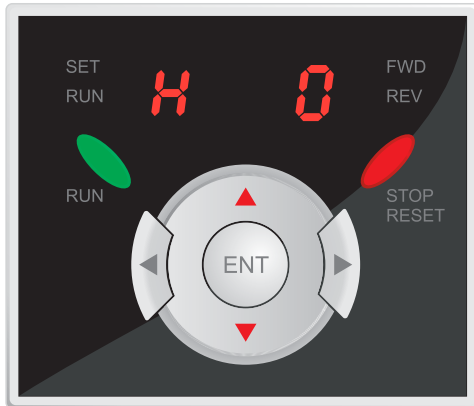 SET
RUN
H 0
FWD
REV
RUN
STOP
RESET
ENT